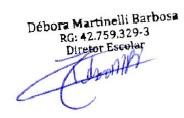 Débora Martinelli Barbosa
RG: 42.759.329-3
Diretor Escolar